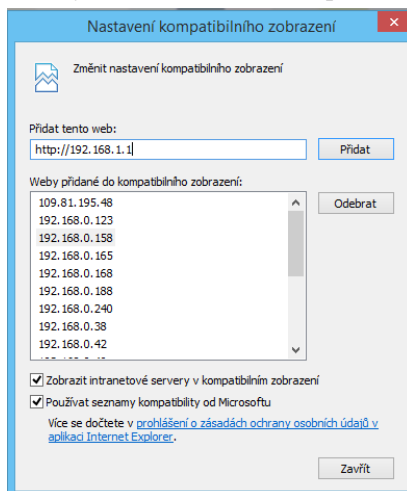 Nastavení kompatibilního zobrazení
Změnit nastavení kompatibilního zobrazení
Přidat tento web:
http://192.168.1.1
Přidat
Weby přidané do kompatibilního zobrazení:
109.81.195.48
Odebrat
192.168.0.123
192.168.0.158
192.168.0.165
192.168.0.168
192.168.0.188
192.168.0.240
192.168.0.38
192.168.0.42
Zobrazit intranetové servery v kompatibilním zobrazení
Používat seznamy kompatibility od Microsoftu
Více se dočtete v prohlášení o zásadách ochrany osobních údajů v
aplikaci Internet Explorer.
Zavřít